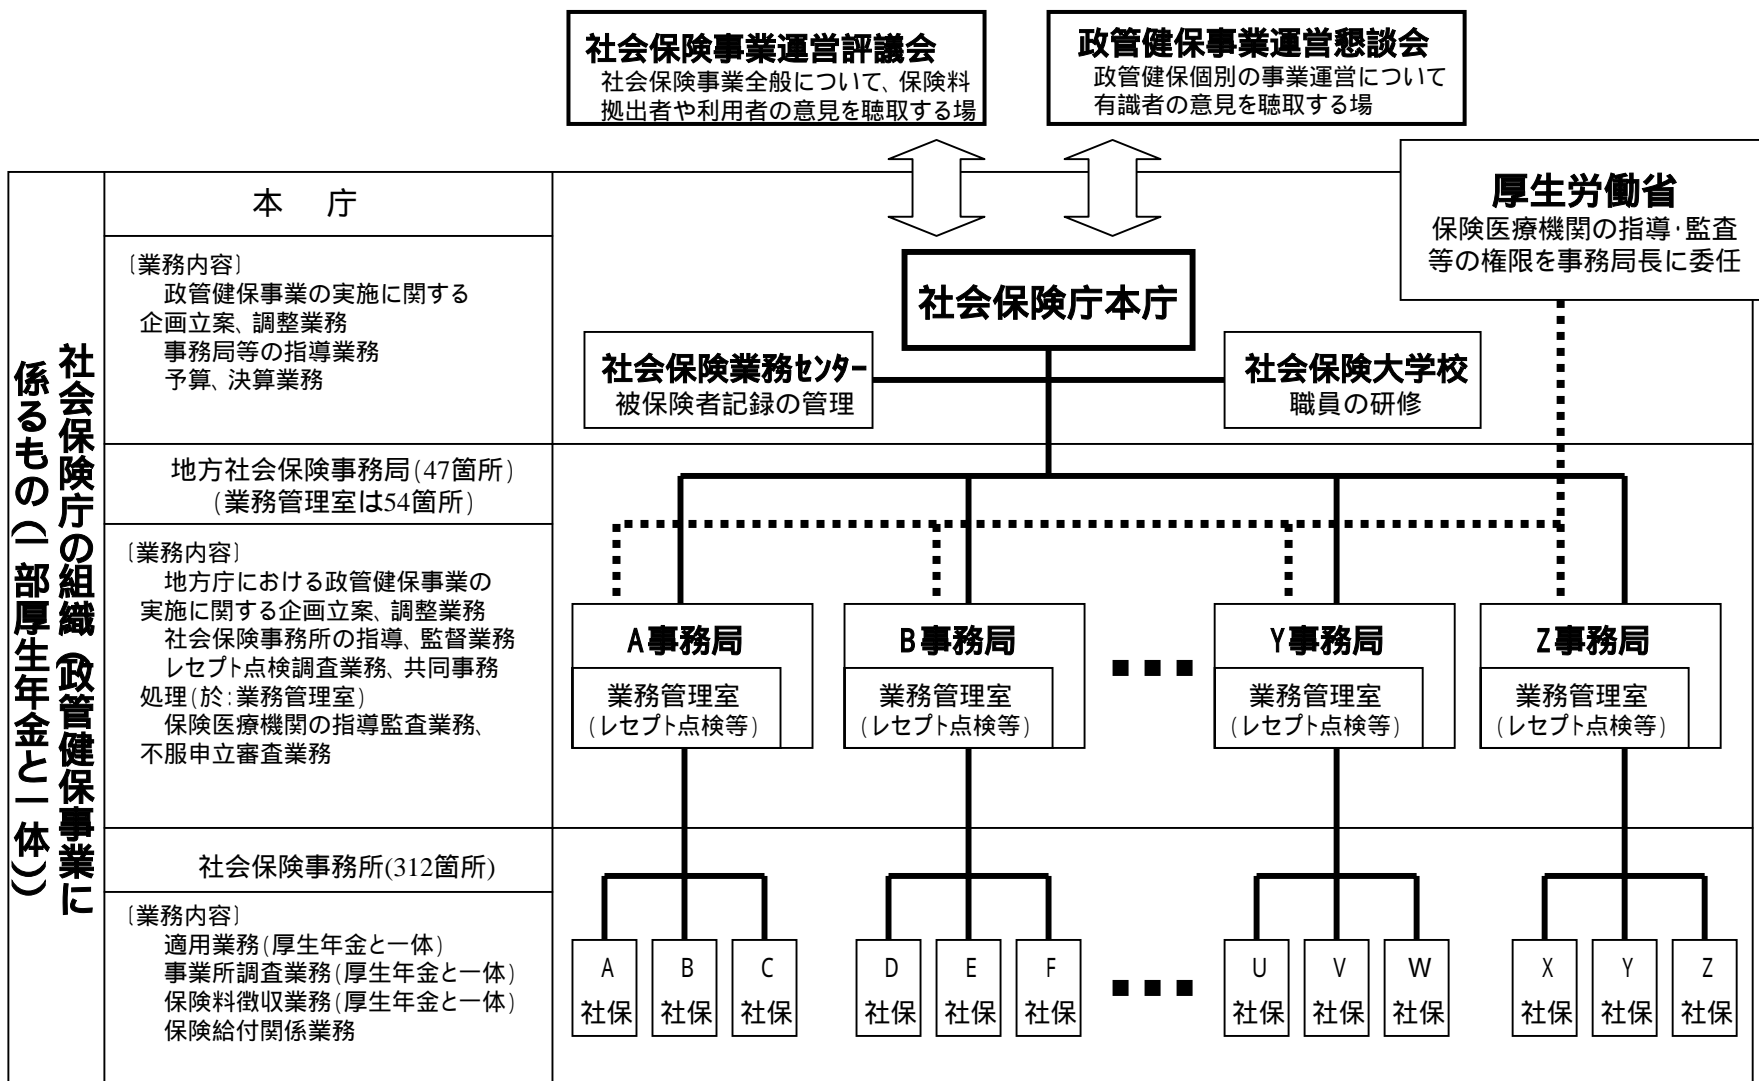 社会保険事業運営評議会
社会保険事業全般について、保険料
拠出者や利用者の意見を聴取する場
政管健保事業運営懇談会
政管健保個別の事業運営について
有識者の意見を聴取する場
厚生労働省
保険医療機関の指導・監査
等の権限を事務局長に委任
社会保険庁の組織(政管健保事業に
係るもの(一部厚生年金と一体))
本 庁
〔業務内容〕
政管健保事業の実施に関する
企画立案、調整業務
事務局等の指導業務
予算、決算業務
社会保険庁本庁
社会保険業務センター
被保険者記録の管理
社会保険大学校
職員の研修
地方社会保険事務局(47箇所)
(業務管理室は54箇所)
〔業務内容〕
地方庁における政管健保事業の
実施に関する企画立案、調整業務
社会保険事務所の指導、監督業務
レセプト点検調査業務、共同事務
処理(於:業務管理室)
保険医療機関の指導監査業務、
不服申立審査業務
A事務局
業務管理室
(レセプト点検等)
B事務局
業務管理室
(レセプト点検等)
Y事務局
業務管理室
(レセプト点検等)
Z事務局
業務管理室
(レセプト点検等)
社会保険事務所(312箇所)
〔業務内容〕
適用業務(厚生年金と一体)
事業所調査業務(厚生年金と一体)
保険料徴収業務(厚生年金と一体)
保険給付関係業務
A
社保
B
社保
C
社保
D
社保
E
社保
F
社保
U
社保
V
社保
W
社保
X
社保
Y
社保
Z
社保